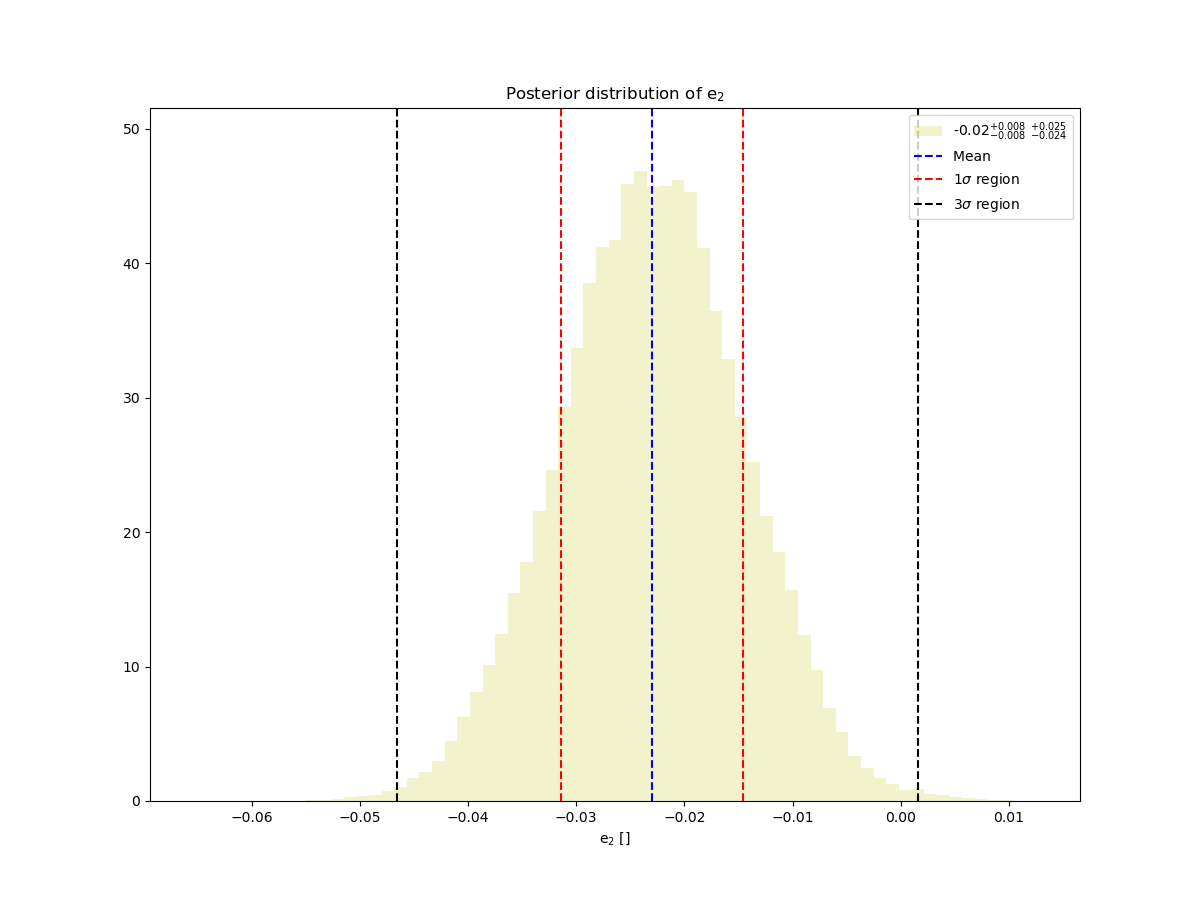 Posterior distribution of e₂
50
40
30
20
10
0
-0.02 +0.008 +0.025
−0.008 −0.024
Mean
1σ region
3σ region
−0.06 −0.05 −0.04 −0.03 −0.02 −0.01 0.00 0.01
e₂ []